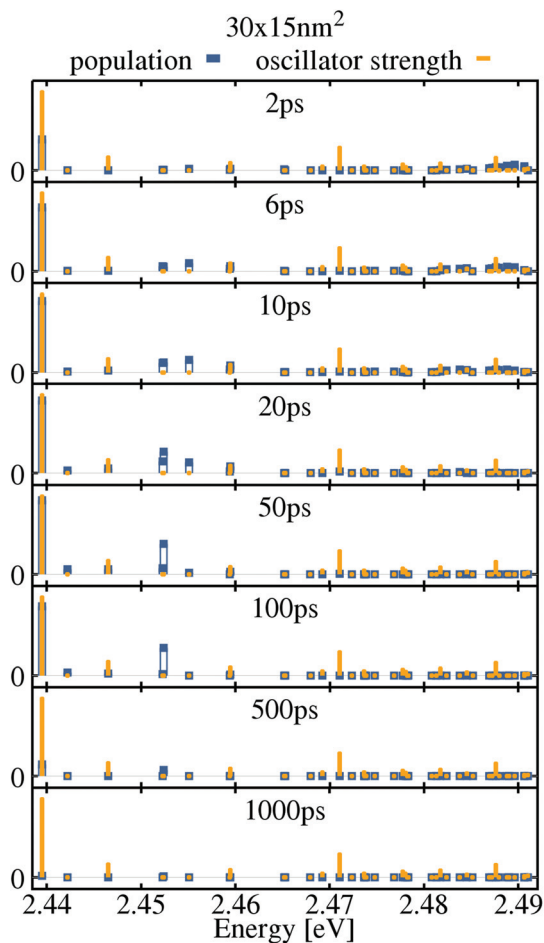 30x15nm²
population oscillator strength
2ps
0
6ps
0
10ps
0
20ps
0
50ps
0
100ps
0
500ps
0
1000ps
0
2.44 2.45 2.46 2.47 2.48 2.49
Energy [eV]